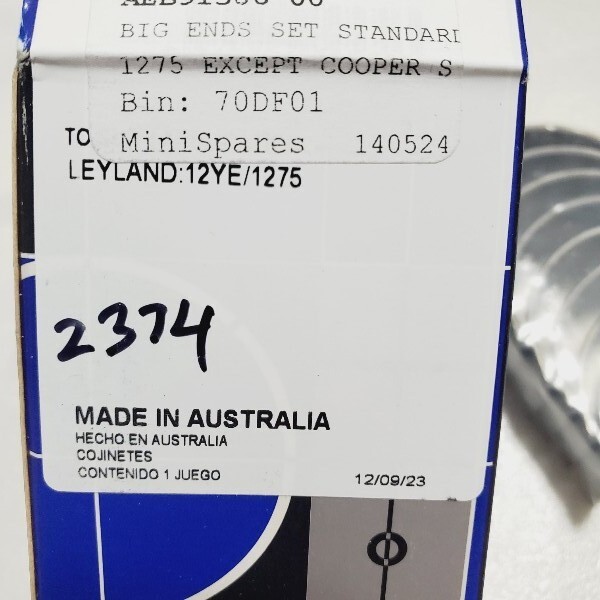 BIG ENDS SET STANDARD
1275 EXCEPT COOPER S
Bin: 70DF01
TO MiniSpares 140524
LEYLAND:12YE/1275
2374
MADE IN AUSTRALIA
HECHO EN AUSTRALIA
COJINETES
CONTENIDO 1 JUEGO 12/09/23